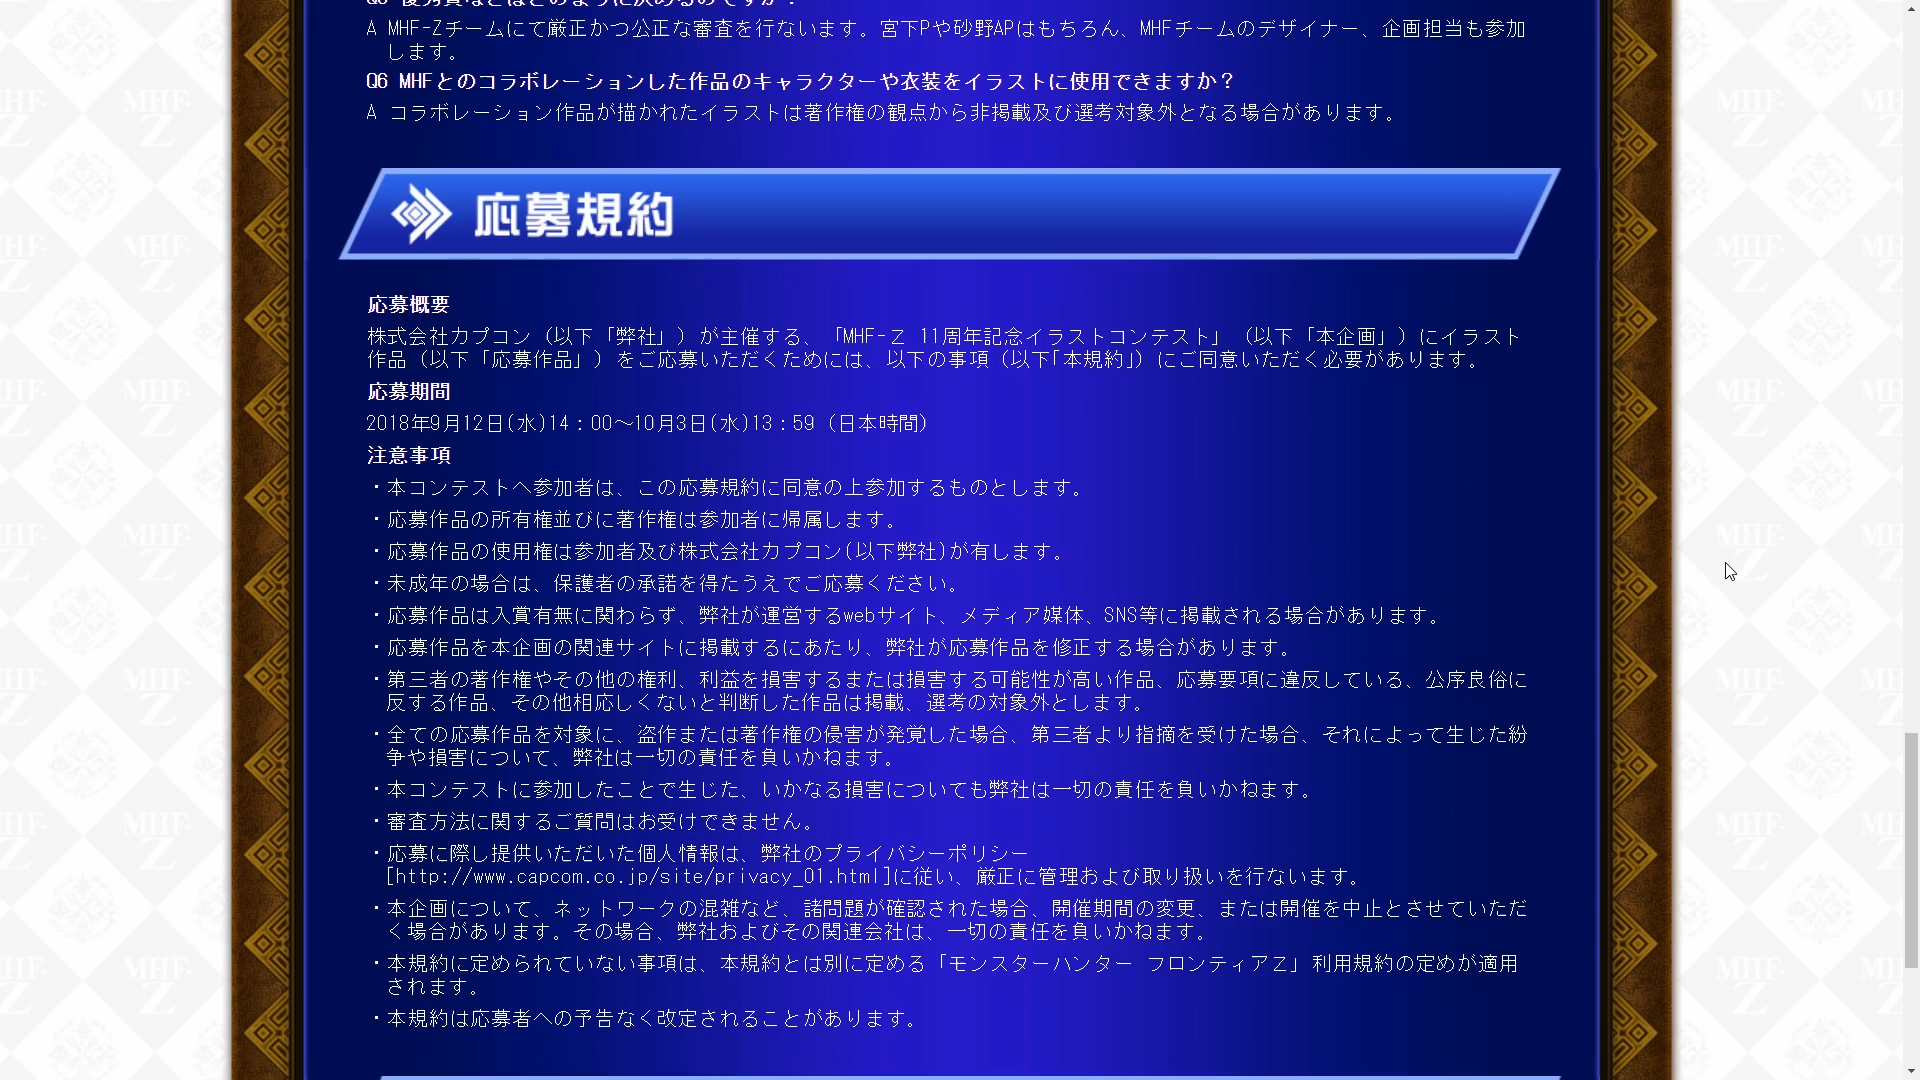 Q5 優秀賞などはどのように決めるのですか？
A MHF-Zチームにて厳正かつ公正な審査を行ないます。宮下Pや砂野APはもちろん、MHFチームのデザイナー、企画担当も参加
します。
Q6 MHFとのコラボレーションした作品のキャラクターや衣装をイラストに使用できますか？
A コラボレーション作品が描かれたイラストは著作権の観点から非掲載及び選考対象外となる場合があります。
応募規約
応募概要
株式会社カプコン（以下「弊社」）が主催する、「MHF-Z 11周年記念イラストコンテスト」（以下「本企画」）にイラスト
作品（以下「応募作品」）をご応募いただくためには、以下の事項（以下｢本規約｣）にご同意いただく必要があります。
応募期間
2018年9月12日(水)14：00～10月3日(水)13：59（日本時間）
注意事項
・本コンテストへ参加者は、この応募規約に同意の上参加するものとします。
・応募作品の所有権並びに著作権は参加者に帰属します。
・応募作品の使用権は参加者及び株式会社カプコン(以下弊社)が有します。
・未成年の場合は、保護者の承諾を得たうえでご応募ください。
・応募作品は入賞有無に関わらず、弊社が運営するwebサイト、メディア媒体、SNS等に掲載される場合があります。
・応募作品を本企画の関連サイトに掲載するにあたり、弊社が応募作品を修正する場合があります。
・第三者の著作権やその他の権利、利益を損害するまたは損害する可能性が高い作品、応募要項に違反している、公序良俗に
反する作品、その他相応しくないと判断した作品は掲載、選考の対象外とします。
・全ての応募作品を対象に、盗作または著作権の侵害が発覚した場合、第三者より指摘を受けた場合、それによって生じた紛
争や損害について、弊社は一切の責任を負いかねます。
・本コンテストに参加したことで生じた、いかなる損害についても弊社は一切の責任を負いかねます。
・審査方法に関するご質問はお受けできません。
・応募に際し提供いただいた個人情報は、弊社のプライバシーポリシー
[http://www.capcom.co.jp/site/privacy_01.html]に従い、厳正に管理および取り扱いを行ないます。
・本企画について、ネットワークの混雑など、諸問題が確認された場合、開催期間の変更、または開催を中止とさせていただ
く場合があります。その場合、弊社およびその関連会社は、一切の責任を負いかねます。
・本規約に定められていない事項は、本規約とは別に定める「モンスターハンター フロンティアＺ」利用規約の定めが適用
されます。
・本規約は応募者への予告なく改定されることがあります。